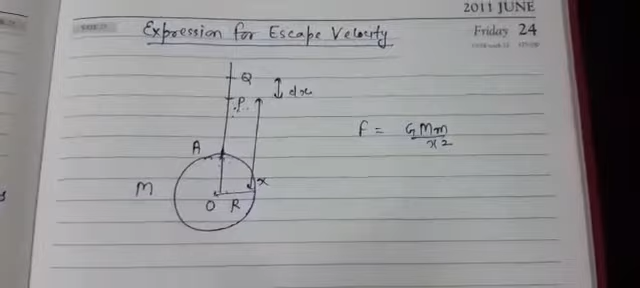 2011 JUNE
Friday 24
Expression for Escape Velocity
Q
dx
P
F = GMm
x2
A
M
x
O R